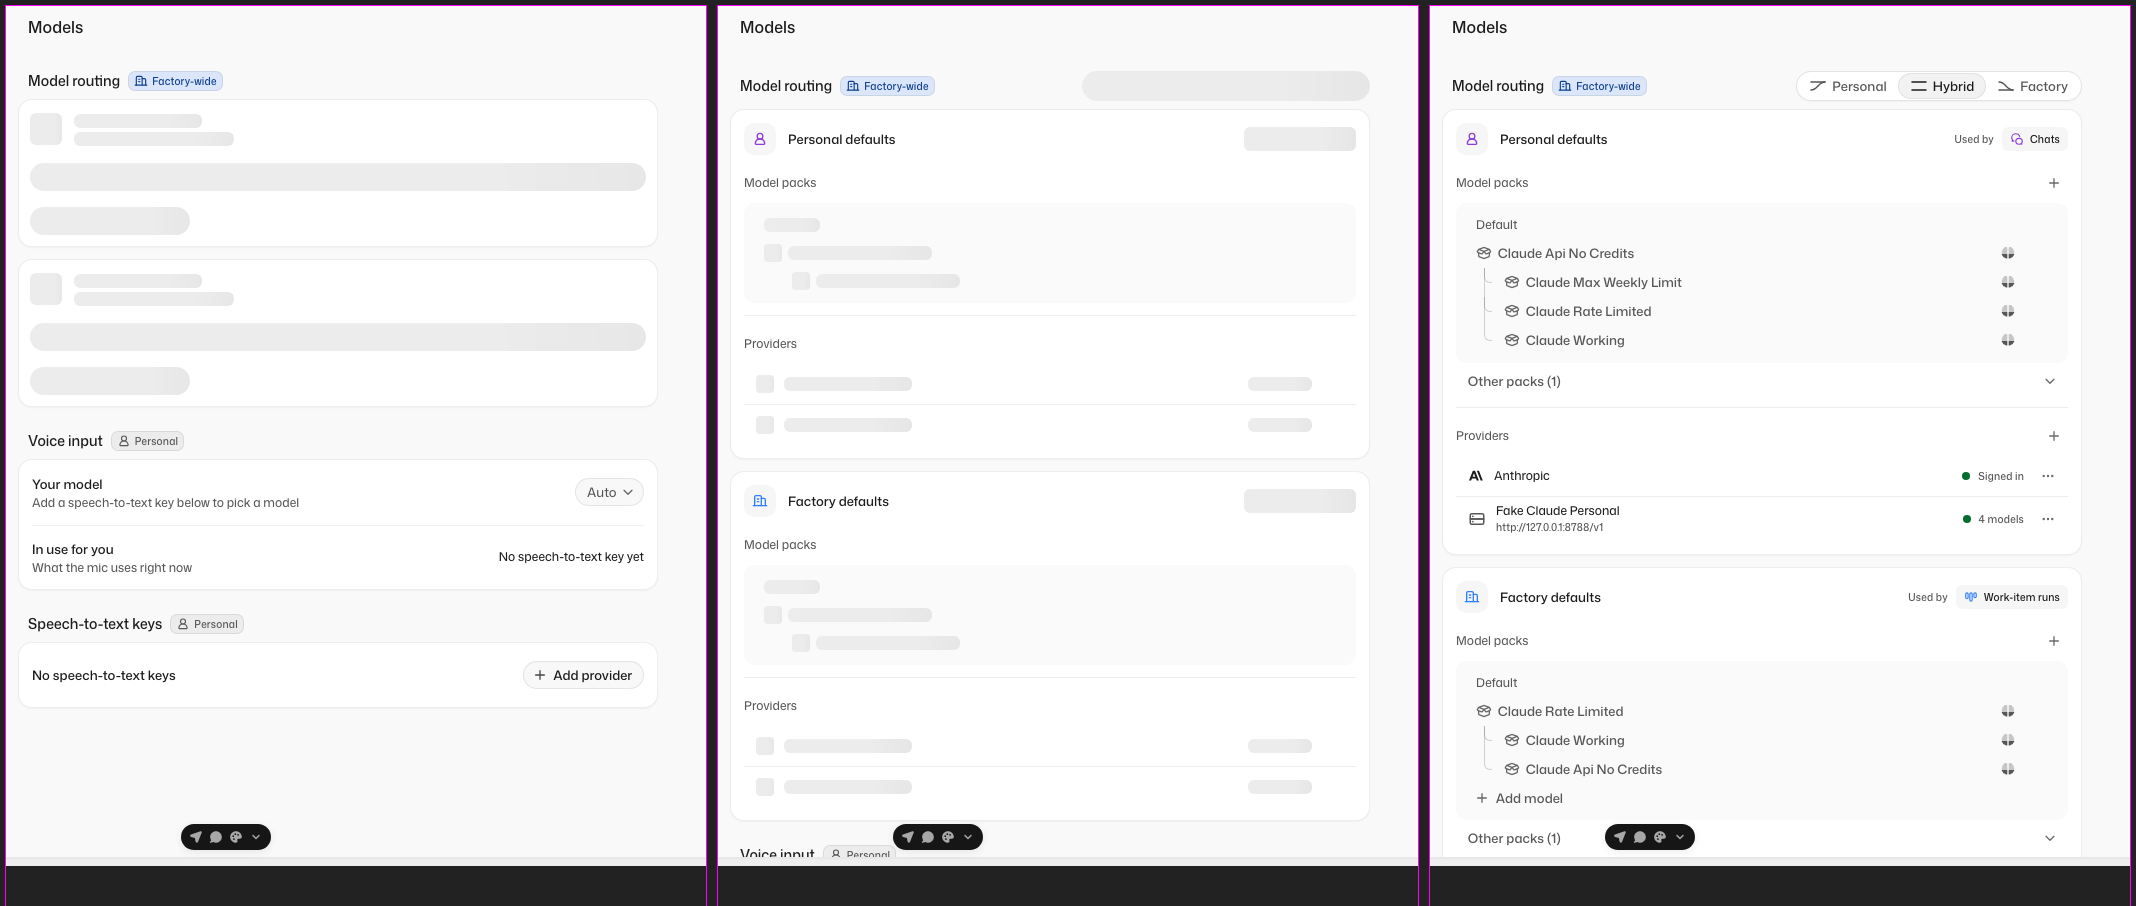 Models
Model routing Factory-wide
Voice input Personal
Your model
Add a speech-to-text key below to pick a model
Auto
In use for you
What the mic uses right now
No speech-to-text key yet
Speech-to-text keys Personal
No speech-to-text keys
+ Add provider
Models
Model routing Factory-wide
Personal defaults
Model packs
Providers
Factory defaults
Model packs
Providers
Voice input Personal
Models
Model routing Factory-wide
Personal Hybrid Factory
Personal defaults
Used by Chats
Model packs
Default
Claude Api No Credits
Claude Max Weekly Limit
Claude Rate Limited
Claude Working
Other packs (1)
Providers
Anthropic
Signed in
Fake Claude Personal
http://127.0.0.1:8788/v1
4 models
Factory defaults
Used by Work-item runs
Model packs
Default
Claude Rate Limited
Claude Working
Claude Api No Credits
+ Add model
Other packs (1)